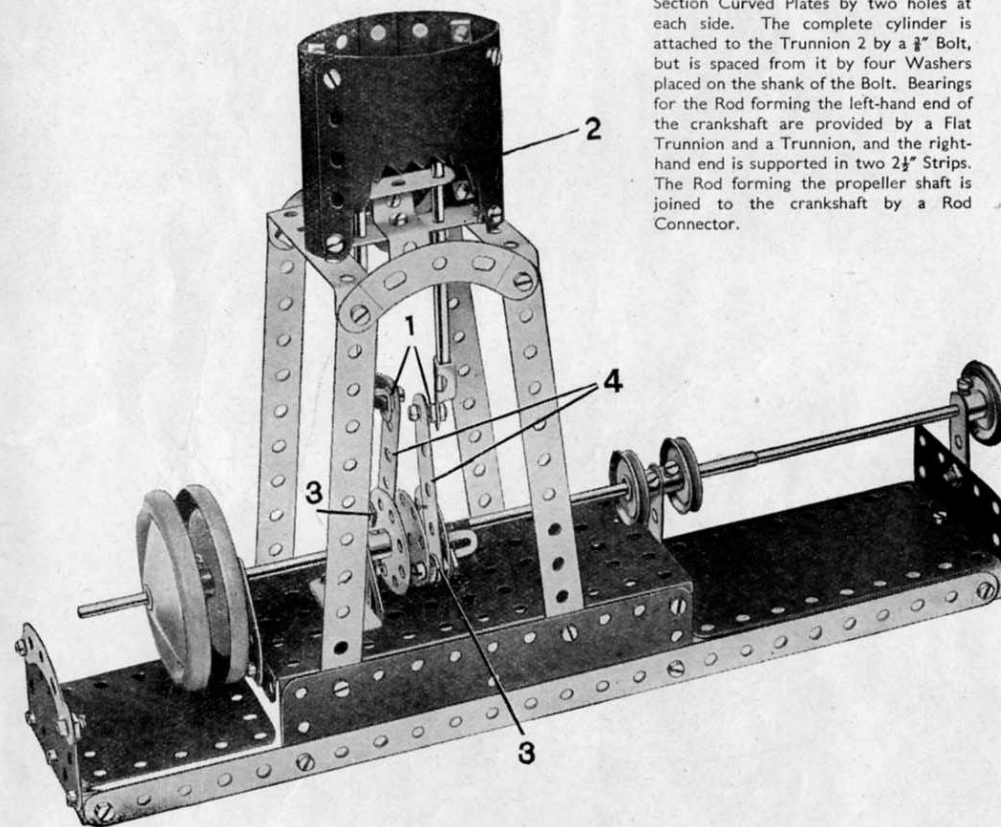 Section Curved Plates by two holes at
each side. The complete cylinder is
attached to the Trunnion 2 by a ⅜″ Bolt,
but is spaced from it by four Washers
placed on the shank of the Bolt. Bearings
for the Rod forming the left-hand end of
the crankshaft are provided by a Flat
Trunnion and a Trunnion, and the right-
hand end is supported in two 2½″ Strips.
The Rod forming the propeller shaft is
joined to the crankshaft by a Rod
Connector.
2
1
4
3
3